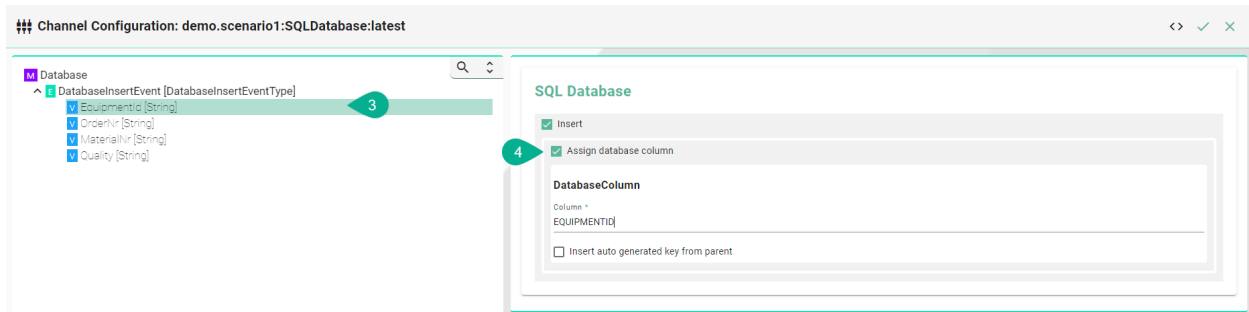 Channel Configuration: demo.scenario1:SQLDatabase:latest
M Database
E DatabaseInsertEvent [DatabaseInsertEventType]
V EquipmentId [String]
3
V OrderNr [String]
V MaterialNr [String]
V Quality [String]
SQL Database
Insert
4
Assign database column
DatabaseColumn
Column *
EQUIPMENTID
Insert auto generated key from parent